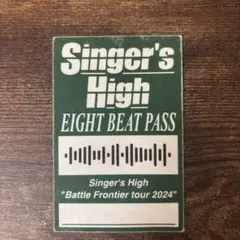 Singer's
High
EIGHT BEAT PASS
Singer's High
"Battle Frontier tour 2024"